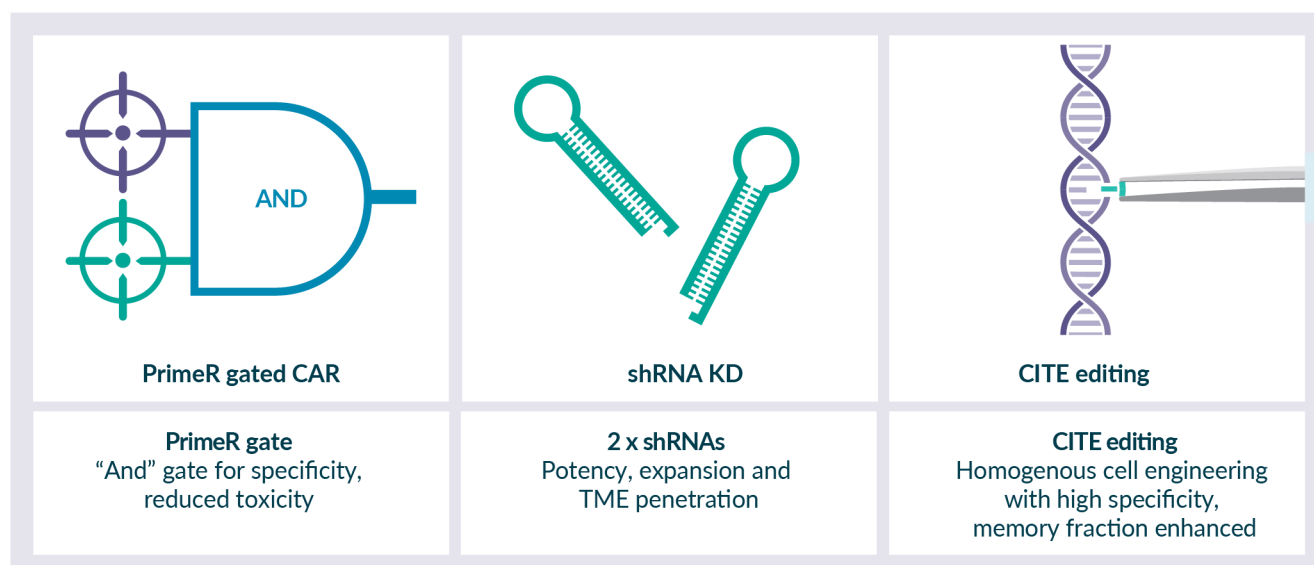 AND
PrimeR gated CAR
shRNA KD
CITE editing
PrimeR gate
“And” gate for specificity,
reduced toxicity
2 x shRNAs
Potency, expansion and
TME penetration
CITE editing
Homogenous cell engineering
with high specificity,
memory fraction enhanced